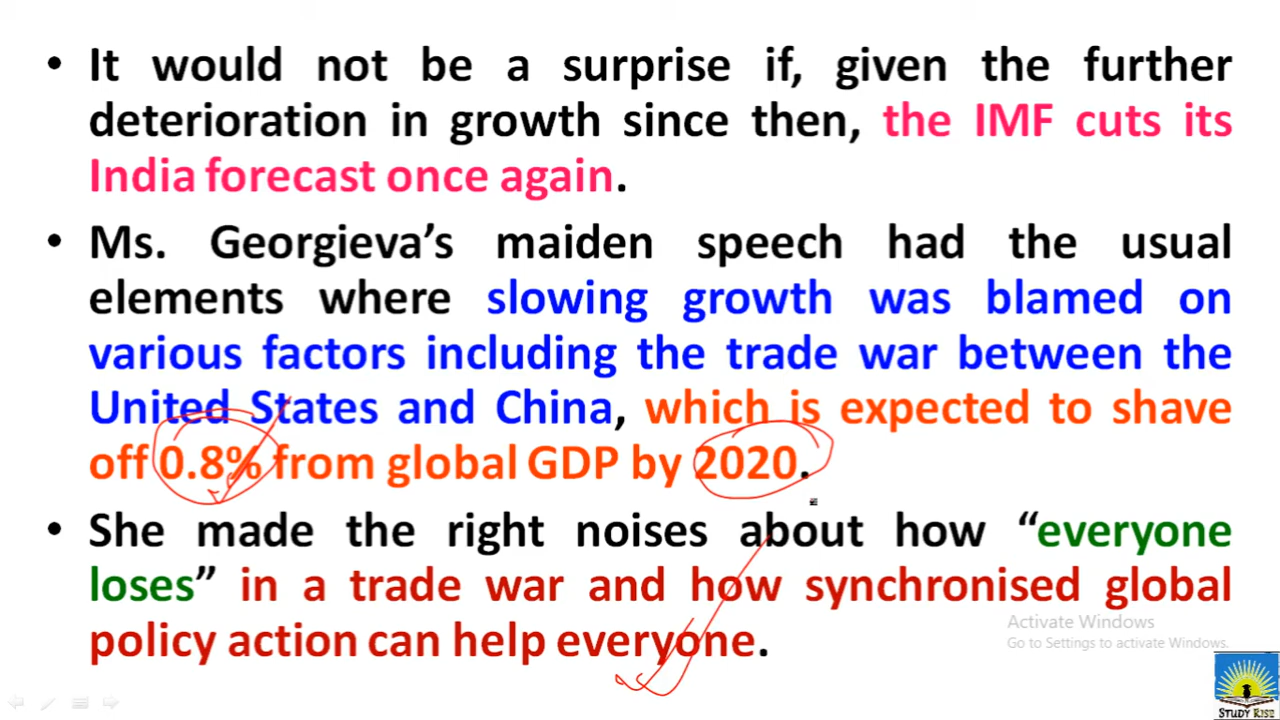 • It would not be a surprise if, given the further
deterioration in growth since then, the IMF cuts its
India forecast once again.
• Ms. Georgieva’s maiden speech had the usual
elements where slowing growth was blamed on
various factors including the trade war between the
United States and China, which is expected to shave
off 0.8% from global GDP by 2020.
• She made the right noises about how “everyone
loses” in a trade war and how synchronised global
policy action can help everyone.
Activate Windows
Go to Settings to activate Windows.
STUDY RISE